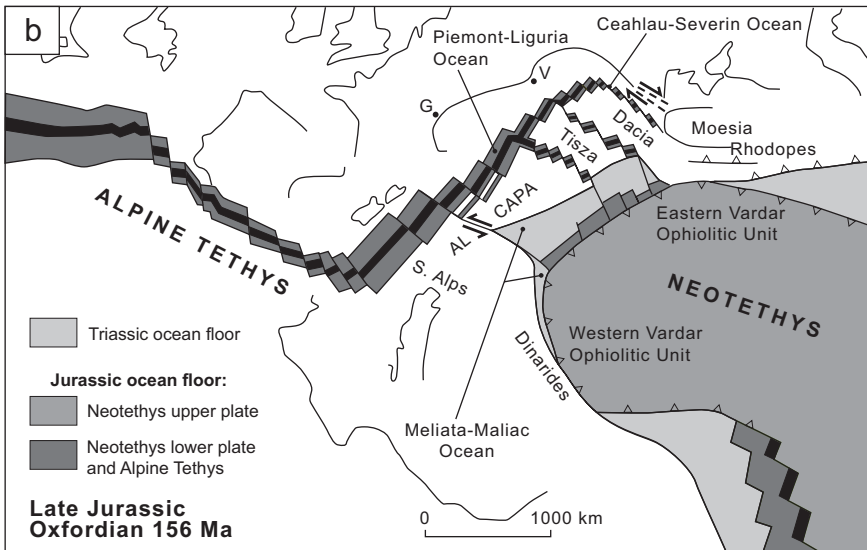 b
Ceahlau-Severin Ocean
Piemont-Liguria
Ocean
V
G
Tisza
Dacia
Moesia
Rhodopes
ALPINE TETHYS
CAPA
AL
S. Alps
Eastern Vardar
Ophiolitic Unit
NEOTETHYS
Western Vardar
Ophiolitic Unit
Dinarides
Meliata-Maliac
Ocean
Triassic ocean floor
Jurassic ocean floor:
Neotethys upper plate
Neotethys lower plate
and Alpine Tethys
Late Jurassic
Oxfordian 156 Ma
0 1000 km